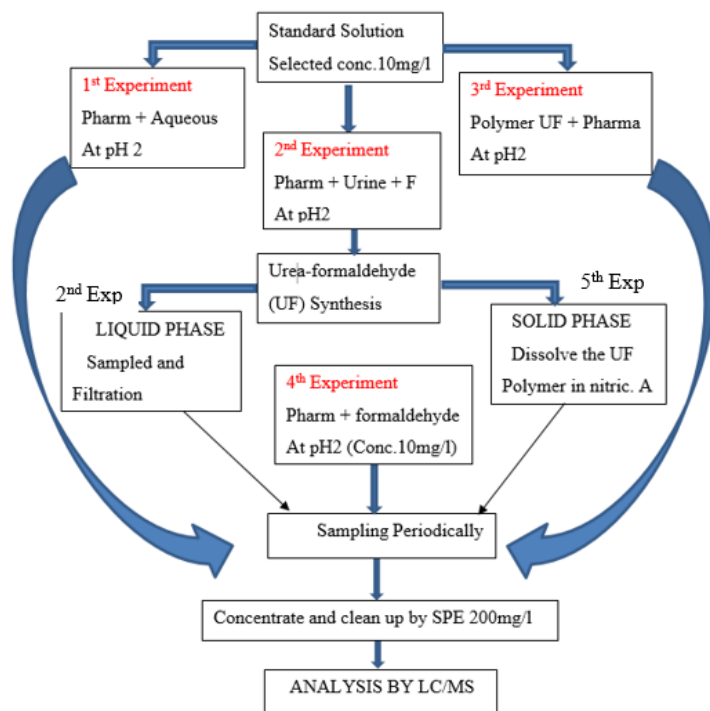 Standard Solution
Selected conc.10mg/l
1st Experiment
Pharm + Aqueous
At pH 2
2nd Experiment
Pharm + Urine + F
At pH2
3rd Experiment
Polymer UF + Pharma
At pH2
Urea-formaldehyde
(UF) Synthesis
2nd Exp
LIQUID PHASE
Sampled and
Filtration
5th Exp
SOLID PHASE
Dissolve the UF
Polymer in nitric. A
4th Experiment
Pharm + formaldehyde
At pH2 (Conc.10mg/l)
Sampling Periodically
Concentrate and clean up by SPE 200mg/l
ANALYSIS BY LC/MS